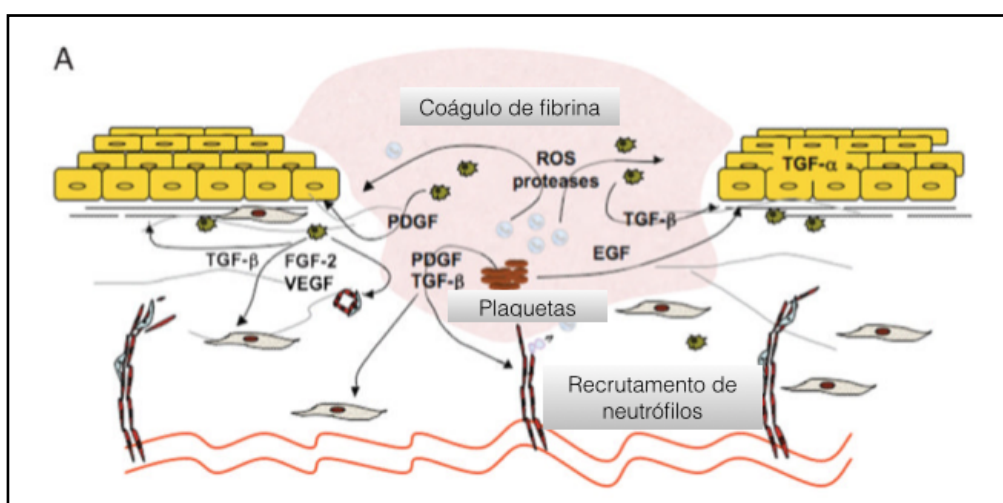 A
Coágulo de fibrina
ROS
proteases
TGF-α
PDGF
TGF-β
TGF-β
FGF-2
VEGF
PDGF
TGF-β
EGF
Plaquetas
Recrutamento de
neutrófilos